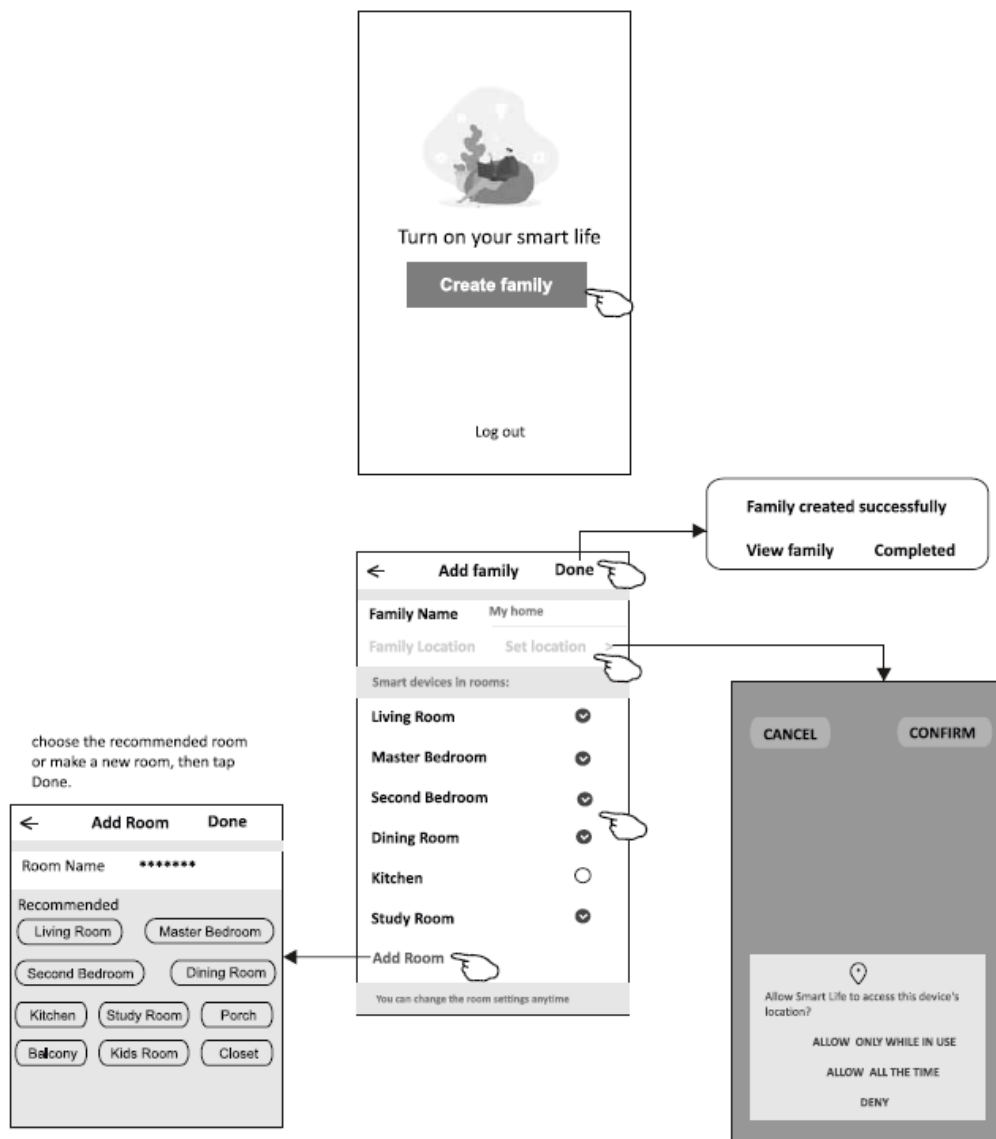 Turn on your smart life
Create family
Log out
Family created successfully
View family Completed
← Add family Done
Family Name My home
Family Location Set location >
Smart devices in rooms:
Living Room
Master Bedroom
Second Bedroom
Dining Room
Kitchen
Study Room
Add Room
You can change the room settings anytime
choose the recommended room
or make a new room, then tap
Done.
← Add Room Done
Room Name *******
Recommended
Living Room Master Bedroom
Second Bedroom Dining Room
Kitchen Study Room Porch
Balcony Kids Room Closet
CANCEL CONFIRM
Allow Smart Life to access this device's
location?
ALLOW ONLY WHILE IN USE
ALLOW ALL THE TIME
DENY